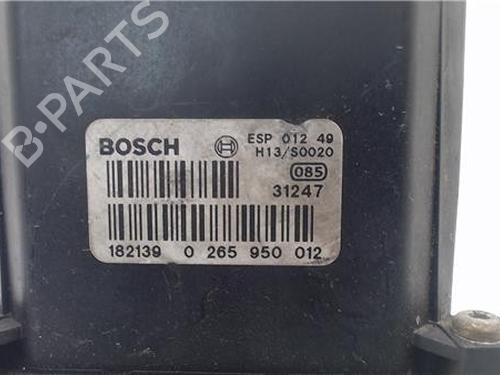 BOSCH
ESP 012 49
H13/S0020
085
31247
182139 0 265 950 012
B-PARTS